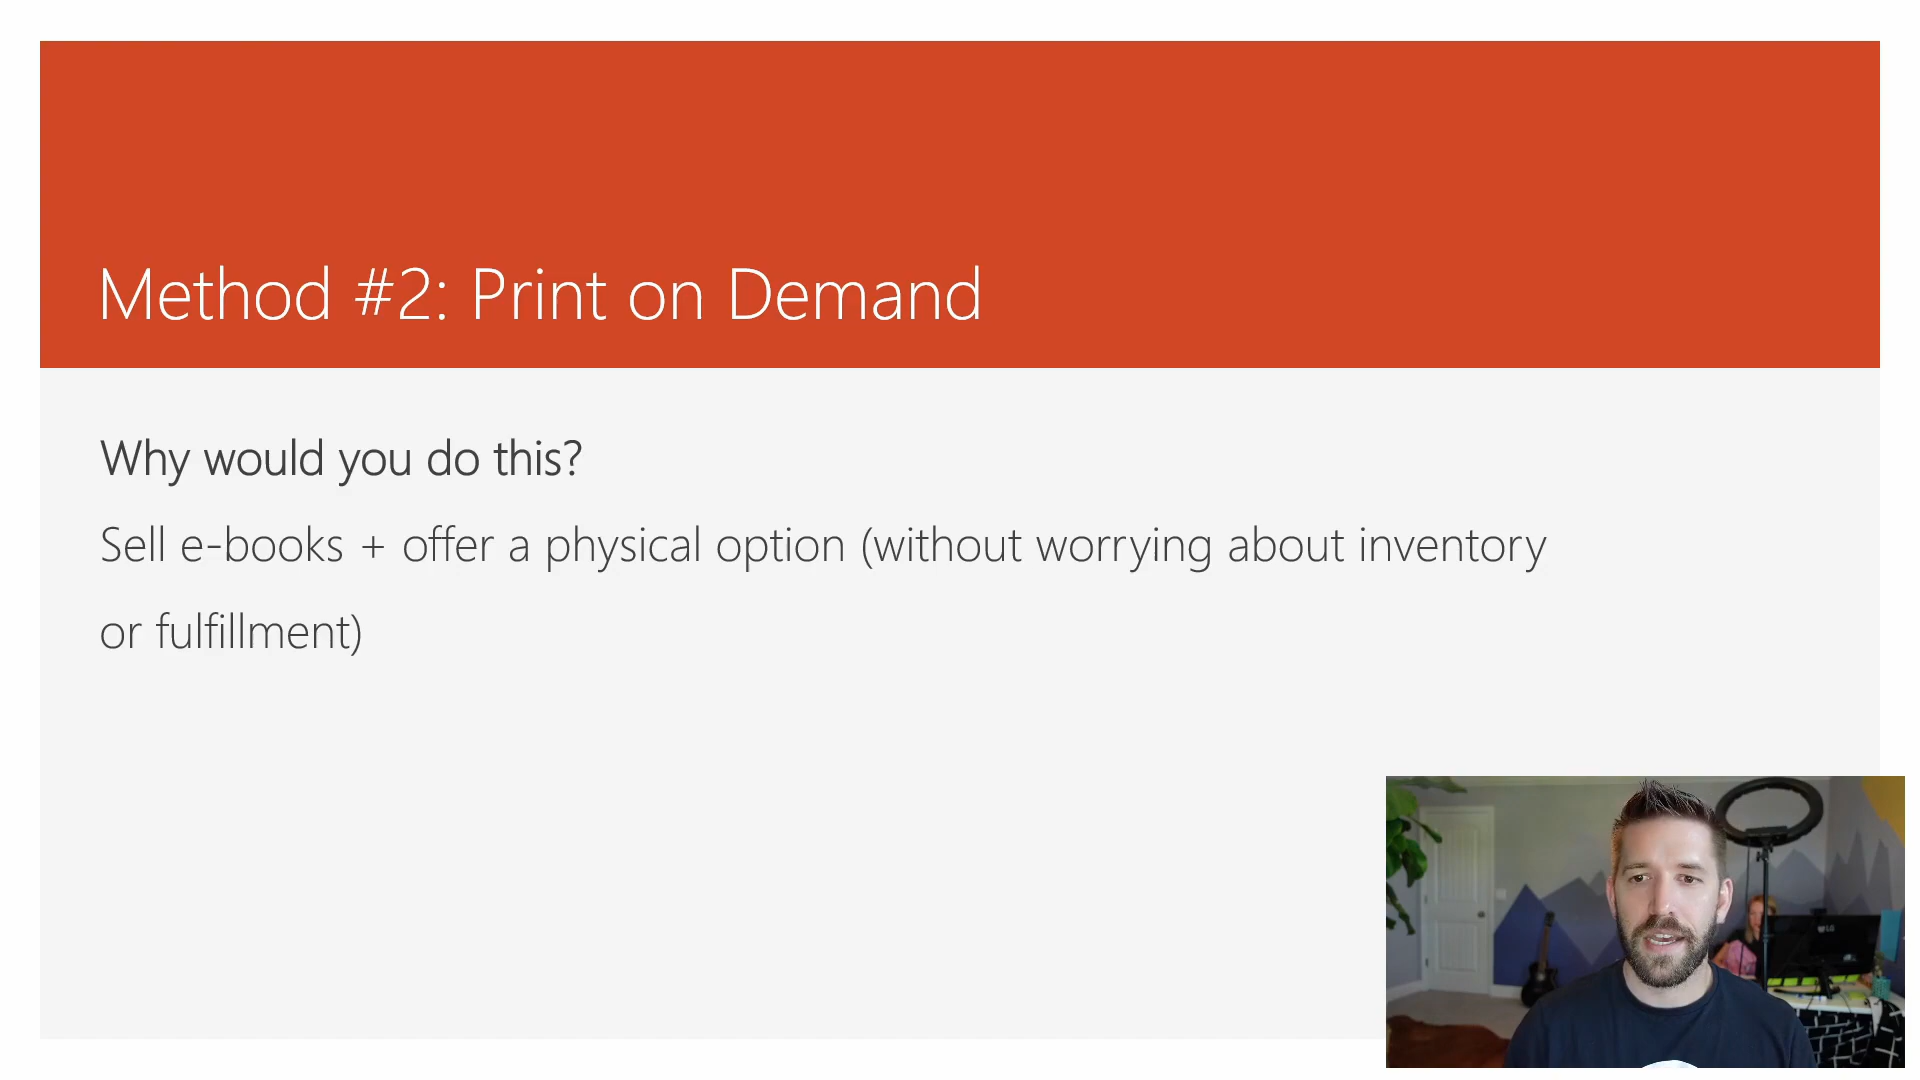 Method #2: Print on Demand
Why would you do this?
Sell e-books + offer a physical option (without worrying about inventory
or fulfillment)
LG